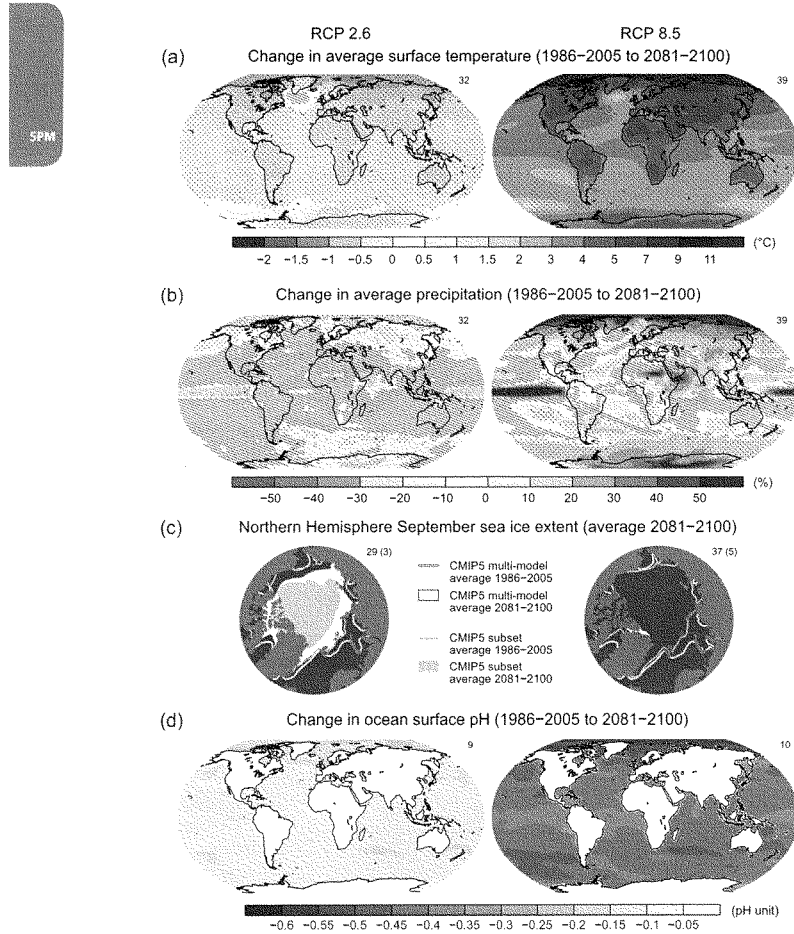 SPM
RCP 2.6 RCP 8.5
(a) Change in average surface temperature (1986−2005 to 2081−2100)
32 39
−2 −1.5 −1 −0.5 0 0.5 1 1.5 2 3 4 5 7 9 11 (°C)
(b) Change in average precipitation (1986−2005 to 2081−2100)
32 39
−50 −40 −30 −20 −10 0 10 20 30 40 50 (%)
(c) Northern Hemisphere September sea ice extent (average 2081−2100)
29 (3) 37 (5)
CMIP5 multi-model
average 1986−2005
CMIP5 multi-model
average 2081−2100
CMIP5 subset
average 1986−2005
CMIP5 subset
average 2081−2100
(d) Change in ocean surface pH (1986−2005 to 2081−2100)
9 10
−0.6 −0.55 −0.5 −0.45 −0.4 −0.35 −0.3 −0.25 −0.2 −0.15 −0.1 −0.05 (pH unit)